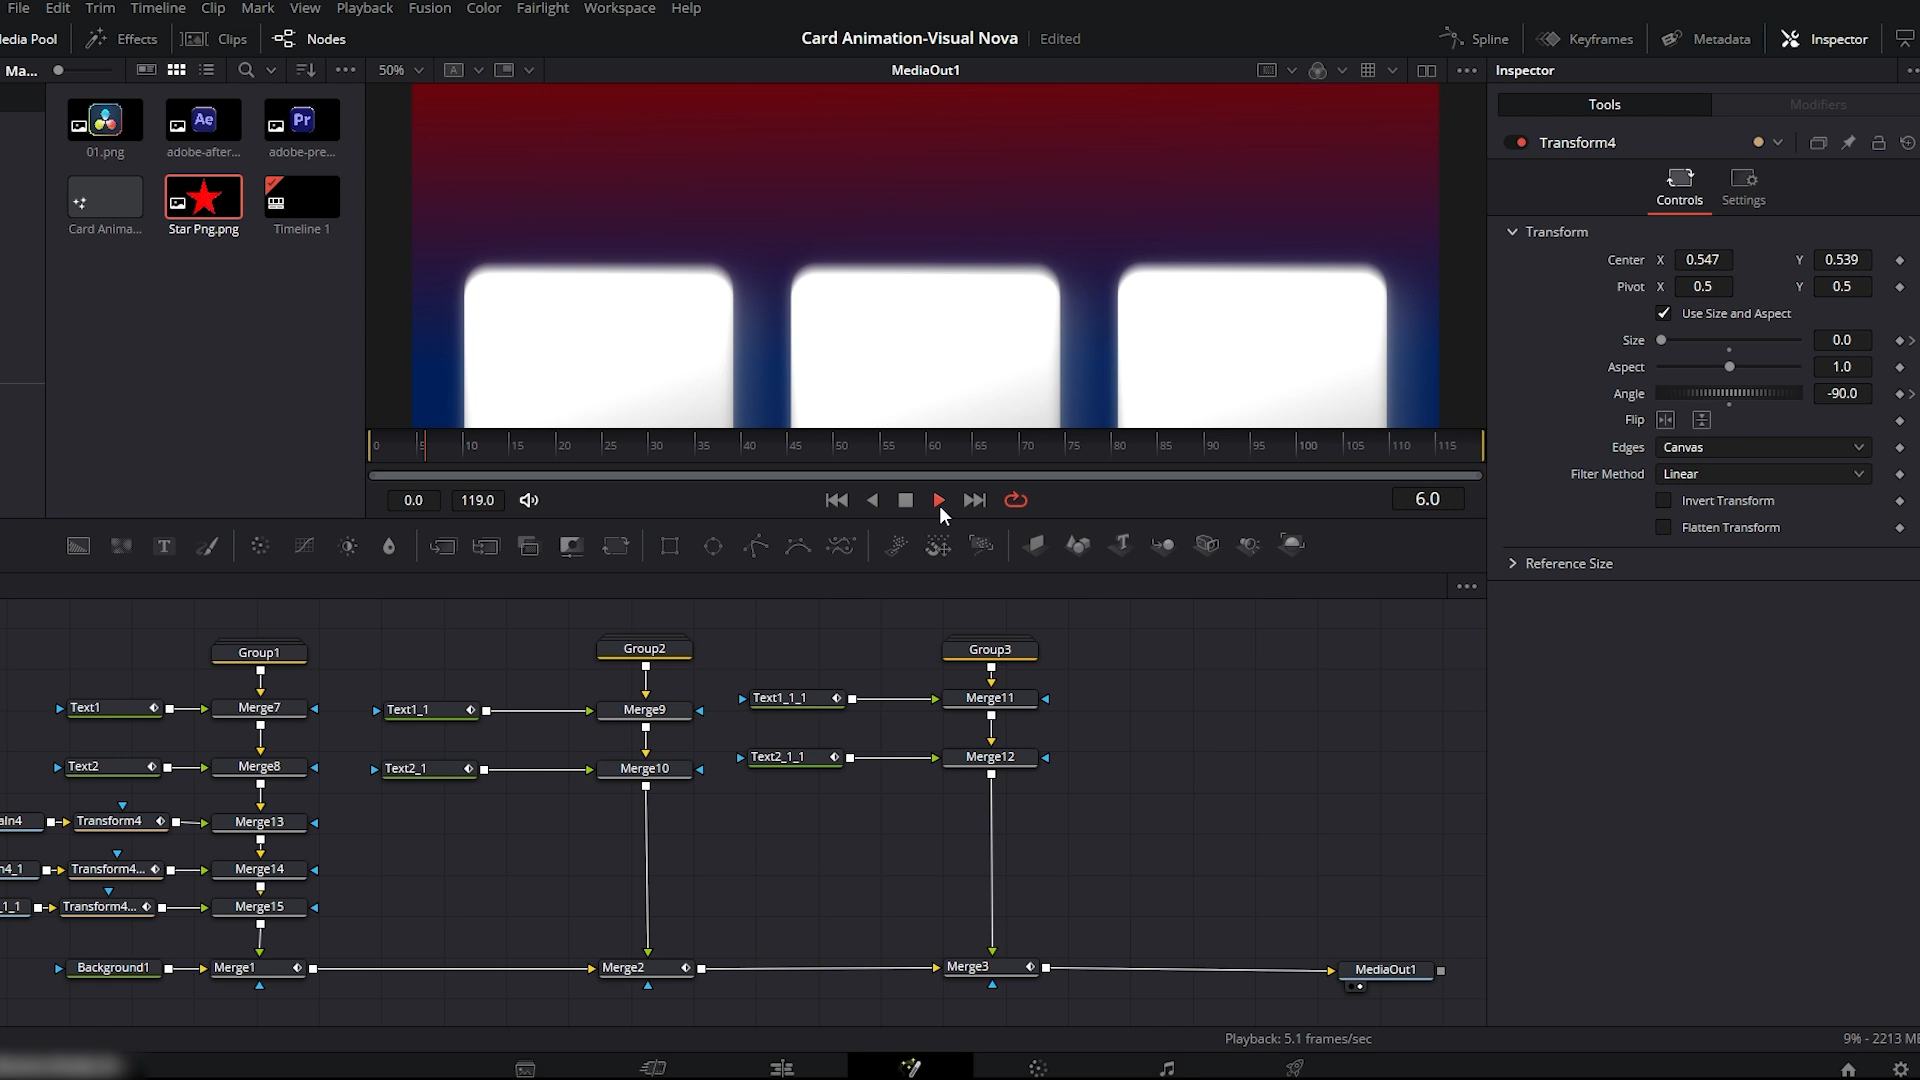 File Edit Trim Timeline Clip Mark View Playback Fusion Color Fairlight Workspace Help
edia Pool Effects Clips Nodes Card Animation-Visual Nova Edited Spline Keyframes Metadata Inspector
Ma... 50% A MediaOut1 Inspector
Tools Modifiers
Ae Pr
01.png adobe-after... adobe-pre...
Transform4
Controls Settings
Card Anima... Star Png.png Timeline 1
Transform
Center X 0.547 Y 0.539
Pivot X 0.5 Y 0.5
Use Size and Aspect
Size 0.0
Aspect 1.0
Angle -90.0
Flip
Edges Canvas
Filter Method Linear
Invert Transform
Flatten Transform
Reference Size
0 5 10 15 20 25 30 35 40 45 50 55 60 65 70 75 80 85 90 95 100 105 110 115
0.0 119.0 6.0
T T
Group1 Group2 Group3
Text1 Merge7 Text1_1 Merge9 Text1_1_1 Merge11
Text2 Merge8 Text2_1 Merge10 Text2_1_1 Merge12
aIn4 Transform4 Merge13
n4_1 Transform4... Merge14
_1_1 Transform4... Merge15
Background1 Merge1 Merge2 Merge3 MediaOut1
Playback: 5.1 frames/sec 9% - 2213 M